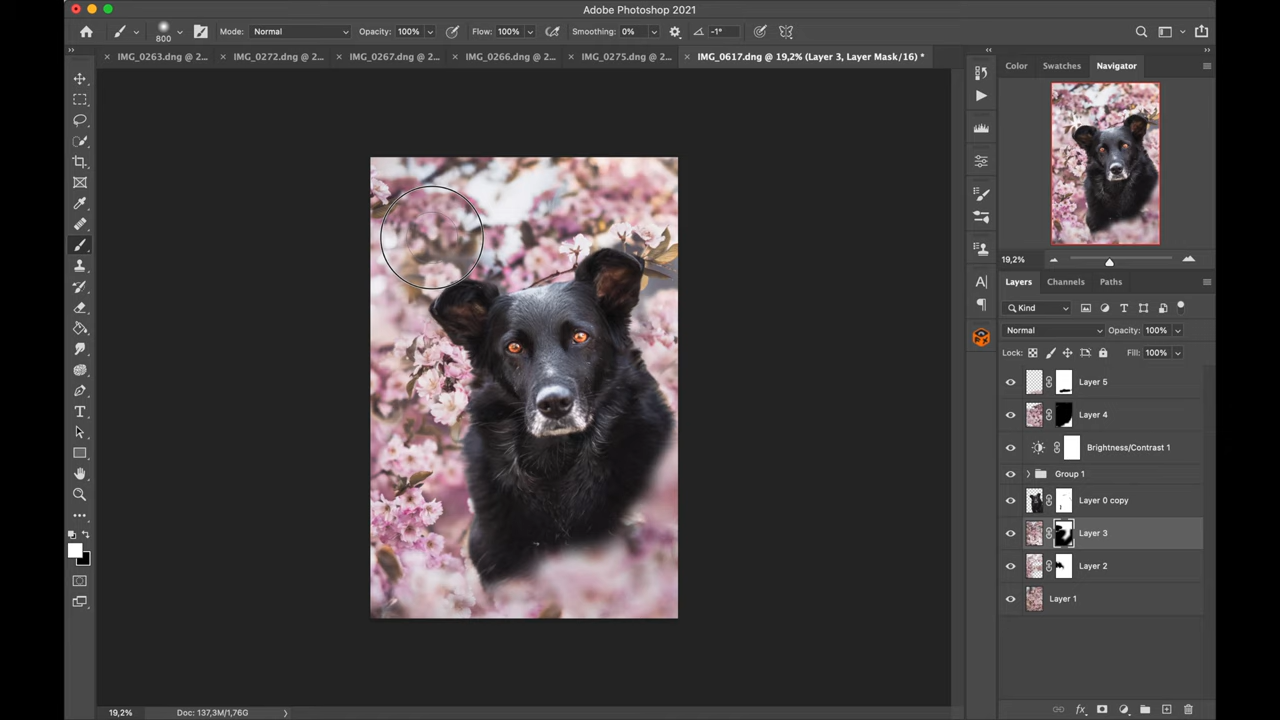 Adobe Photoshop 2021
800 Mode: Normal Opacity: 100% Flow: 100% Smoothing: 0% -1°
IMG_0263.dng @ 2... IMG_0272.dng @ 2... IMG_0267.dng @ 2... IMG_0266.dng @ 2... IMG_0275.dng @ 2... IMG_0617.dng @ 19,2% (Layer 3, Layer Mask/16) *
Color Swatches Navigator
19,2%
Layers Channels Paths
Kind
Normal Opacity: 100%
Lock: Fill: 100%
Layer 5
Layer 4
Brightness/Contrast 1
Group 1
Layer 0 copy
Layer 3
Layer 2
Layer 1
19,2% Doc: 137,3M/1,76G